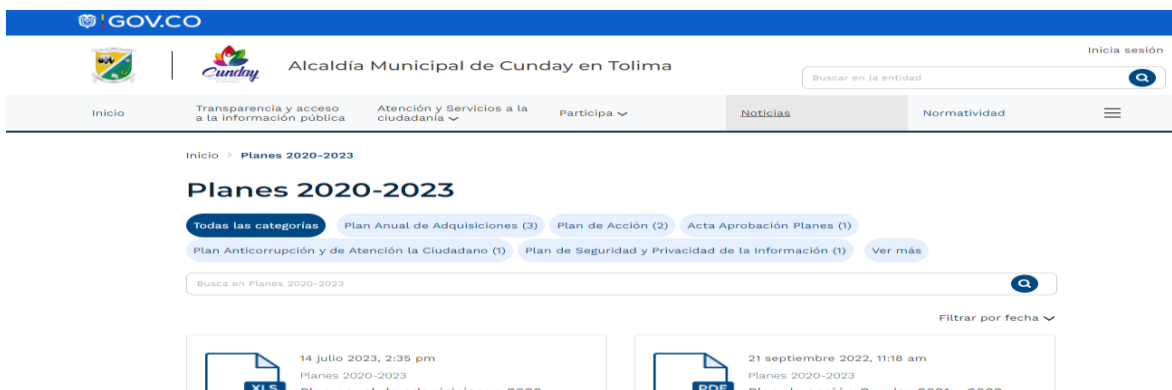 GOV.CO
Inicia sesión
Cunday
Alcaldía Municipal de Cunday en Tolima
Buscar en la entidad
Inicio
Transparencia y acceso
a la información pública
Atención y Servicios a la
ciudadanía
Participa
Noticias
Normatividad
Inicio > Planes 2020-2023
Planes 2020-2023
Todas las categorías
Plan Anual de Adquisiciones (3)
Plan de Acción (2)
Acta Aprobación Planes (1)
Plan Anticorrupción y de Atención la Ciudadano (1)
Plan de Seguridad y Privacidad de la Información (1)
Ver más
Busca en Planes 2020-2023
Filtrar por fecha
XLS
14 julio 2023, 2:35 pm
Planes 2020-2023
PDF
21 septiembre 2022, 11:18 am
Planes 2020-2023